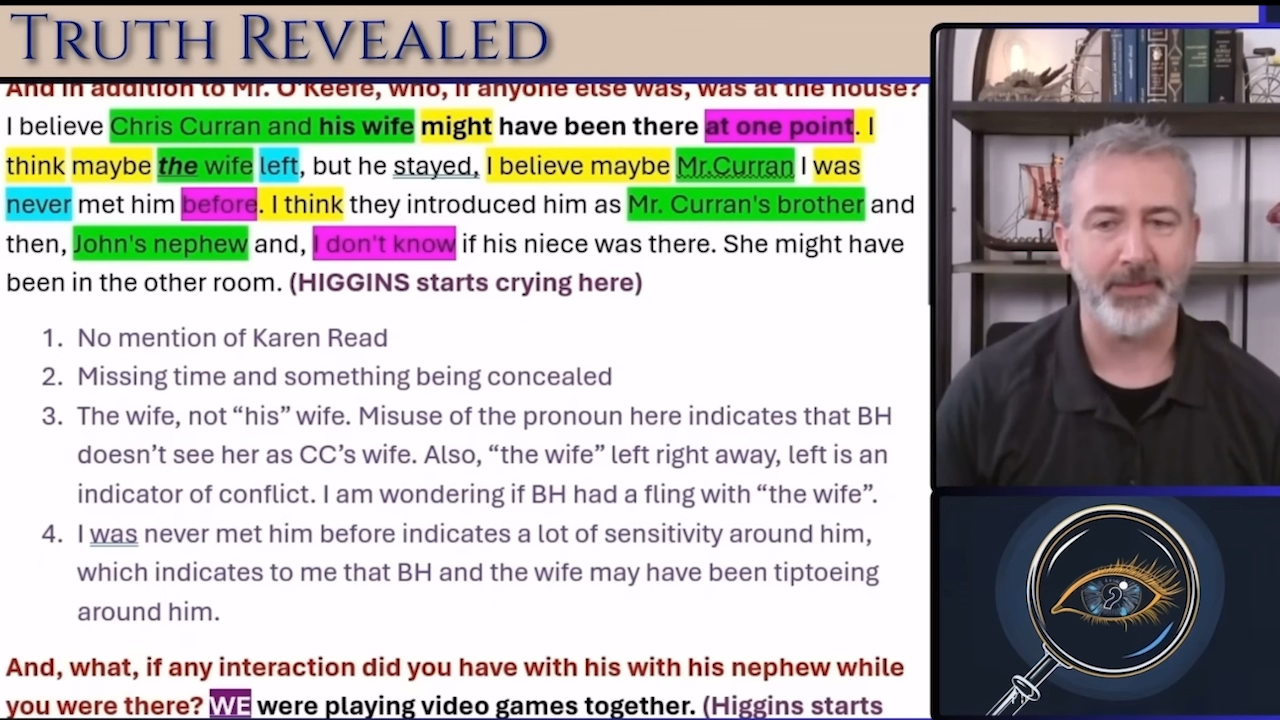 TRUTH REVEALED
And in addition to Mr. O'Keefe, who, if anyone else was, was at the house?
I believe Chris Curran and his wife might have been there at one point. I
think maybe the wife left, but he stayed, I believe maybe Mr.Curran I was
never met him before. I think they introduced him as Mr. Curran's brother and
then, John's nephew and, I don't know if his niece was there. She might have
been in the other room. (HIGGINS starts crying here)
1. No mention of Karen Read
2. Missing time and something being concealed
3. The wife, not “his” wife. Misuse of the pronoun here indicates that BH
doesn’t see her as CC’s wife. Also, “the wife” left right away, left is an
indicator of conflict. I am wondering if BH had a fling with “the wife”.
4. I was never met him before indicates a lot of sensitivity around him,
which indicates to me that BH and the wife may have been tiptoeing
around him.
And, what, if any interaction did you have with his with his nephew while
you were there? WE were playing video games together. (Higgins starts